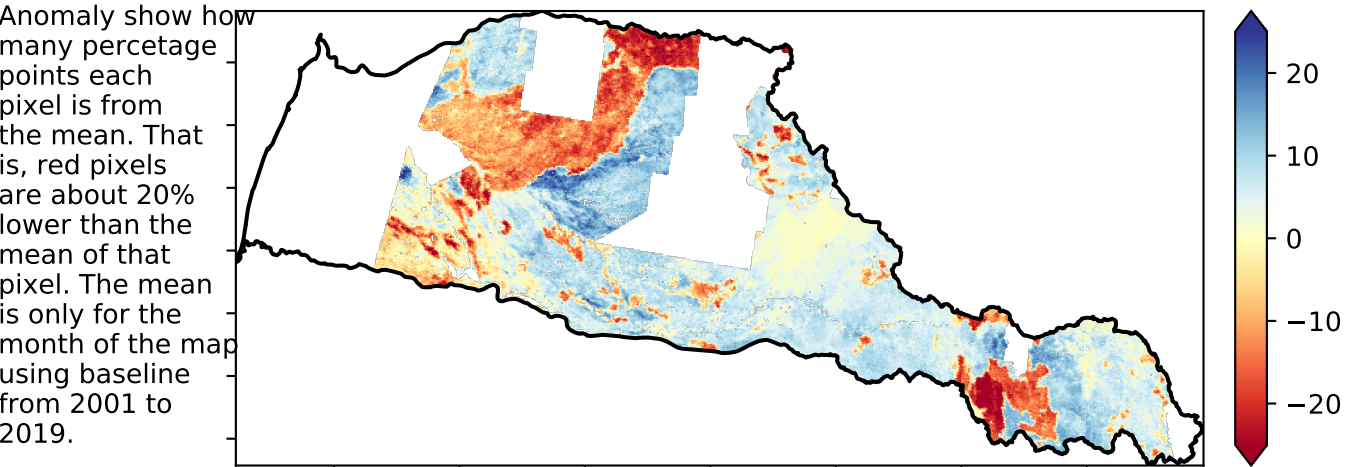 Anomaly show how
many percetage
points each
pixel is from
the mean. That
is, red pixels
are about 20%
lower than the
mean of that
pixel. The mean
is only for the
month of the map
using baseline
from 2001 to
2019.
20
10
0
−10
−20